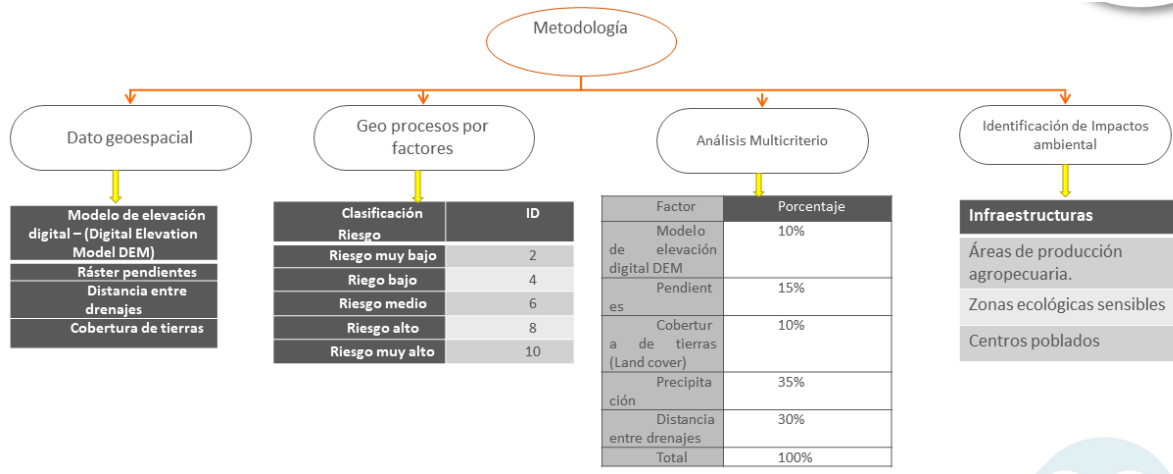 Metodología
Dato geoespacial
Geo procesos por
factores
Análisis Multicriterio
Identificación de Impactos
ambiental
Modelo de elevación
digital – (Digital Elevation
Model DEM)
Ráster pendientes
Distancia entre
drenajes
Cobertura de tierras
Clasificación ID
Riesgo
Riesgo muy bajo 2
Riego bajo 4
Riesgo medio 6
Riesgo alto 8
Riesgo muy alto 10
Factor Porcentaje
Modelo 10%
de elevación
digital DEM
Pendient 15%
es
Cobertur 10%
a de tierras
(Land cover)
Precipita 35%
ción
Distancia 30%
entre drenajes
Total 100%
Infraestructuras
Áreas de producción
agropecuaria.
Zonas ecológicas sensibles
Centros poblados